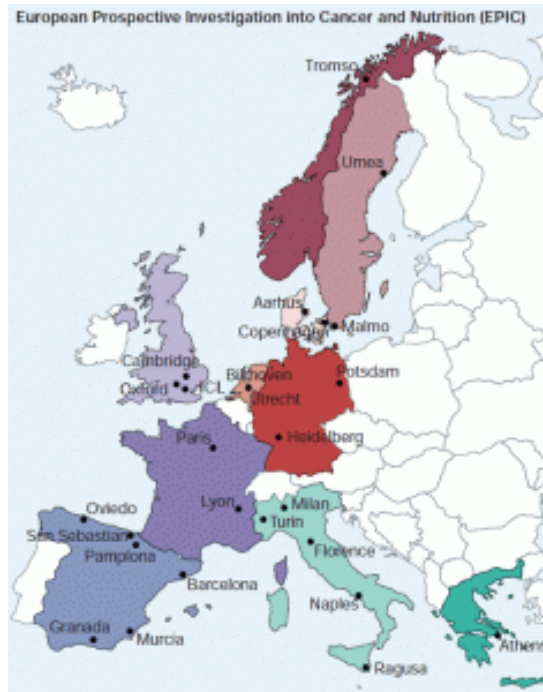 European Prospective Investigation into Cancer and Nutrition (EPIC)
Tromso
Umea
Aarhus
Copenhagen
Malmo
Cambridge
Bilthoven
Potsdam
Oxford
ICIL
Utrecht
Paris
Heidelberg
Lyon
Milan
Turin
Oviedo
San Sebastian
Pamplona
Florence
Barcelona
Naples
Granada
Murcia
Athens
Ragusa